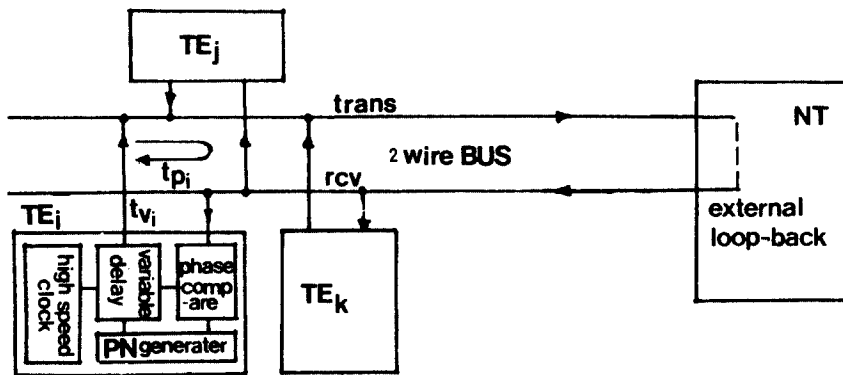 TEj
trans
NT
2 wire BUS
tpi
rcv
TEi
tvi
external
loop-back
high speed
clock
variable
delay
phase
comp
-are
PN generater
TEk